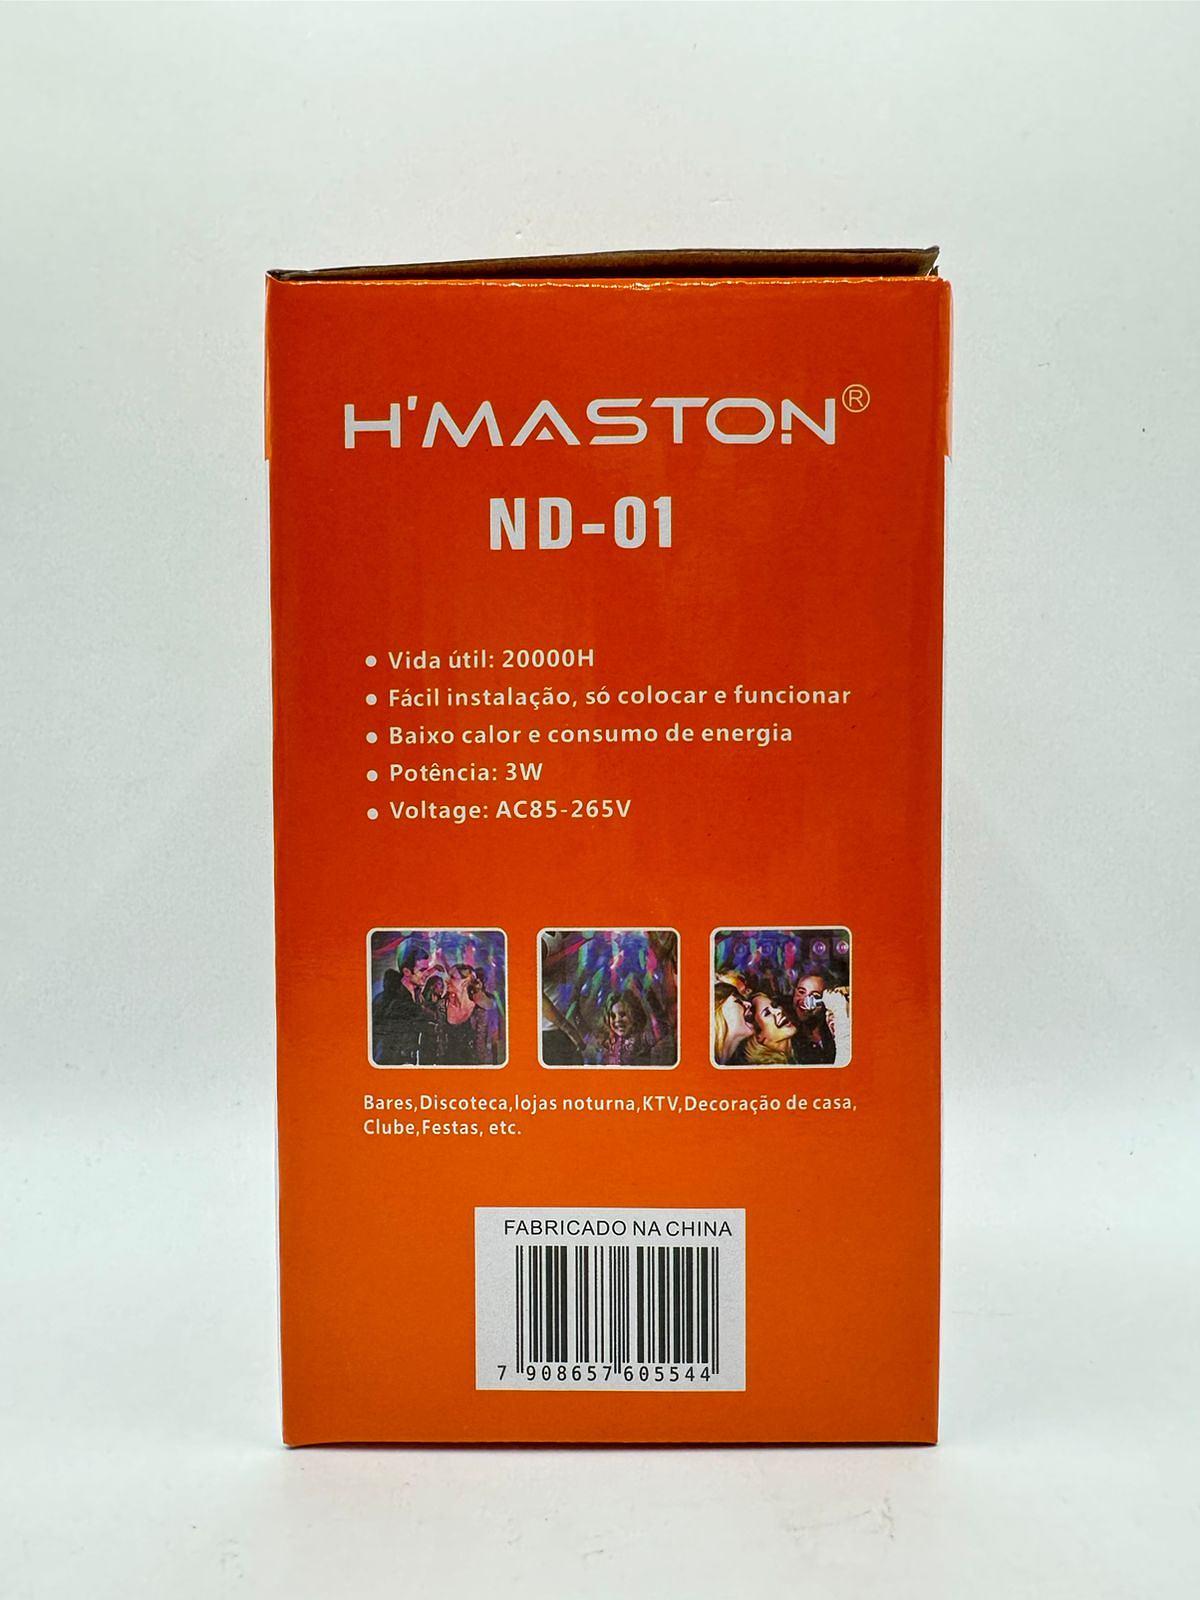 H'MASTON®
ND-01
● Vida útil: 20000H
● Fácil instalação, só colocar e funcionar
● Baixo calor e consumo de energia
● Potência: 3W
● Voltage: AC85-265V
Bares,Discoteca,lojas noturna,KTV,Decoração de casa,
Clube,Festas, etc.
FABRICADO NA CHINA
7 908657 605544